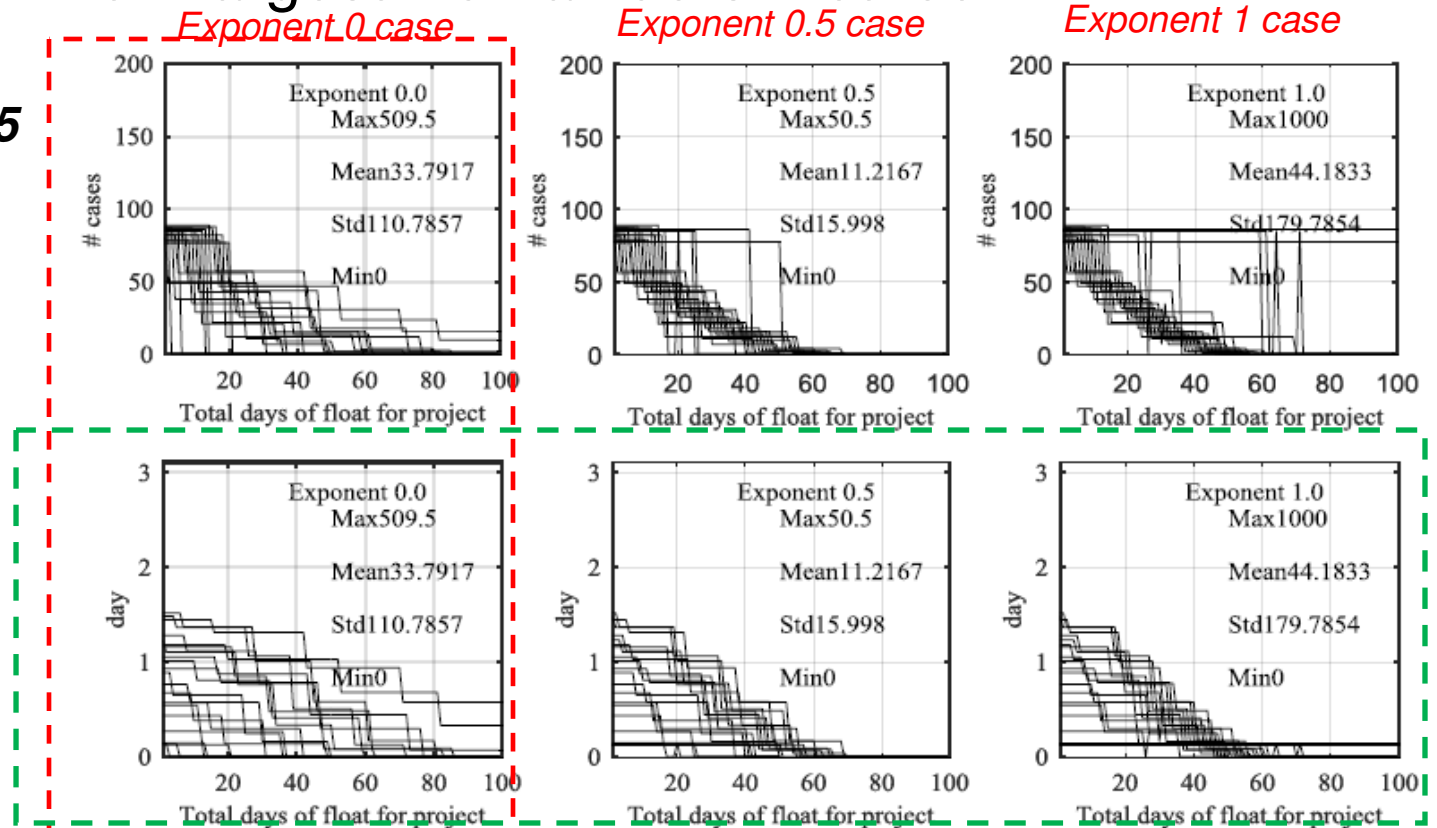 Exponent 0 case
Exponent 0.5 case
Exponent 1 case
5
200
150
100
50
0
# cases
Exponent 0.0
Max509.5
Mean33.7917
Std110.7857
Min0
20 40 60 80 100
Total days of float for project
200
150
100
50
0
# cases
Exponent 0.5
Max50.5
Mean11.2167
Std15.998
Min0
20 40 60 80 100
Total days of float for project
200
150
100
50
0
# cases
Exponent 1.0
Max1000
Mean44.1833
Std179.7854
Min0
20 40 60 80 100
Total days of float for project
3
2
1
0
day
Exponent 0.0
Max509.5
Mean33.7917
Std110.7857
Min0
20 40 60 80 100
Total days of float for project
3
2
1
0
day
Exponent 0.5
Max50.5
Mean11.2167
Std15.998
Min0
20 40 60 80 100
Total days of float for project
3
2
1
0
day
Exponent 1.0
Max1000
Mean44.1833
Std179.7854
Min0
20 40 60 80 100
Total days of float for project